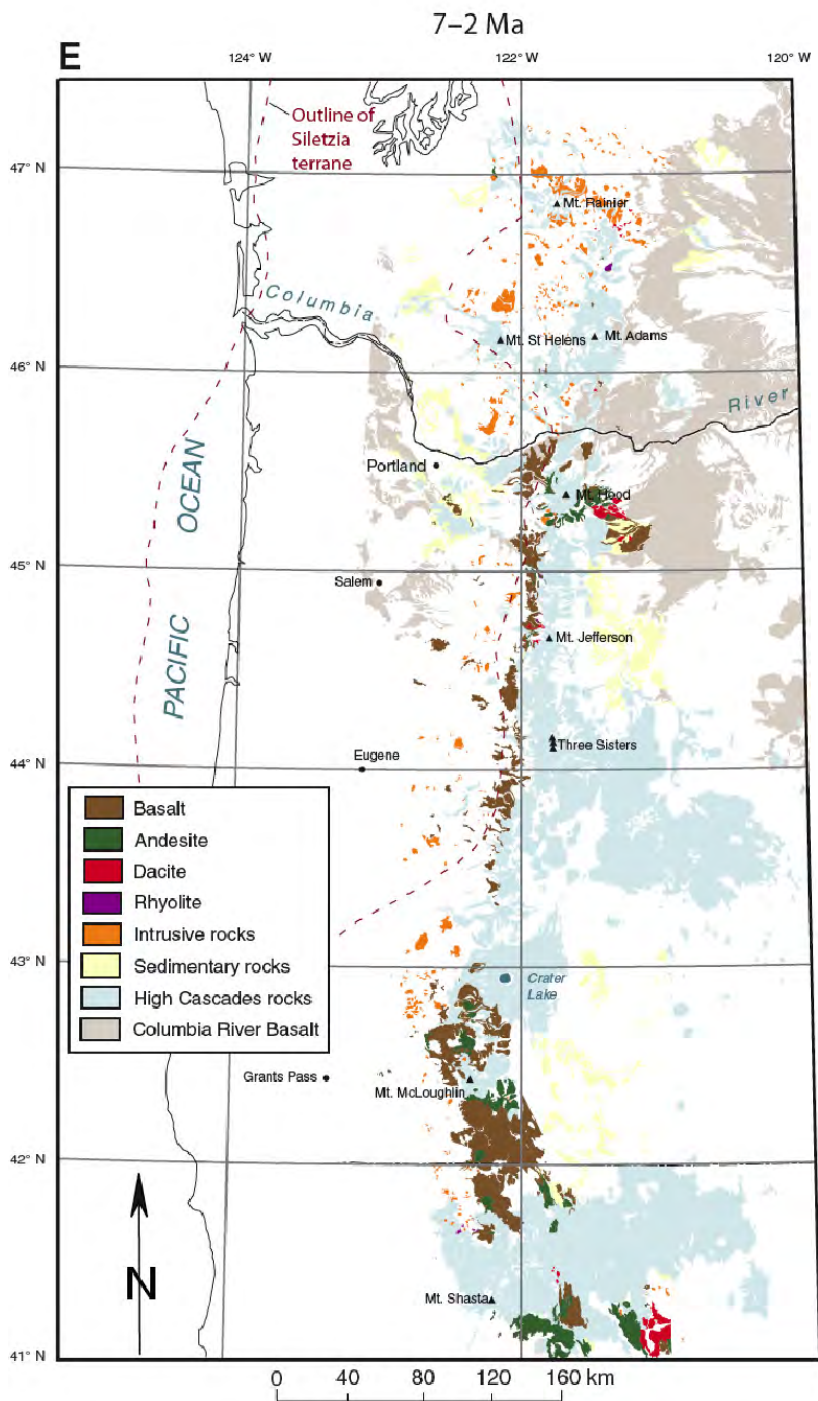 7–2 Ma
E
124° W
122° W
120° W
Outline of
Siletzia
terrane
47° N
Mt. Rainier
Columbia
Mt. St Helens
Mt. Adams
46° N
River
Portland
Mt. Hood
PACIFIC OCEAN
45° N
Salem
Mt. Jefferson
Three Sisters
44° N
Eugene
Basalt
Andesite
Dacite
Rhyolite
Intrusive rocks
Sedimentary rocks
High Cascades rocks
Columbia River Basalt
43° N
Crater
Lake
Grants Pass
Mt. McLoughlin
42° N
N
Mt. Shasta
41° N
0 40 80 120 160 km